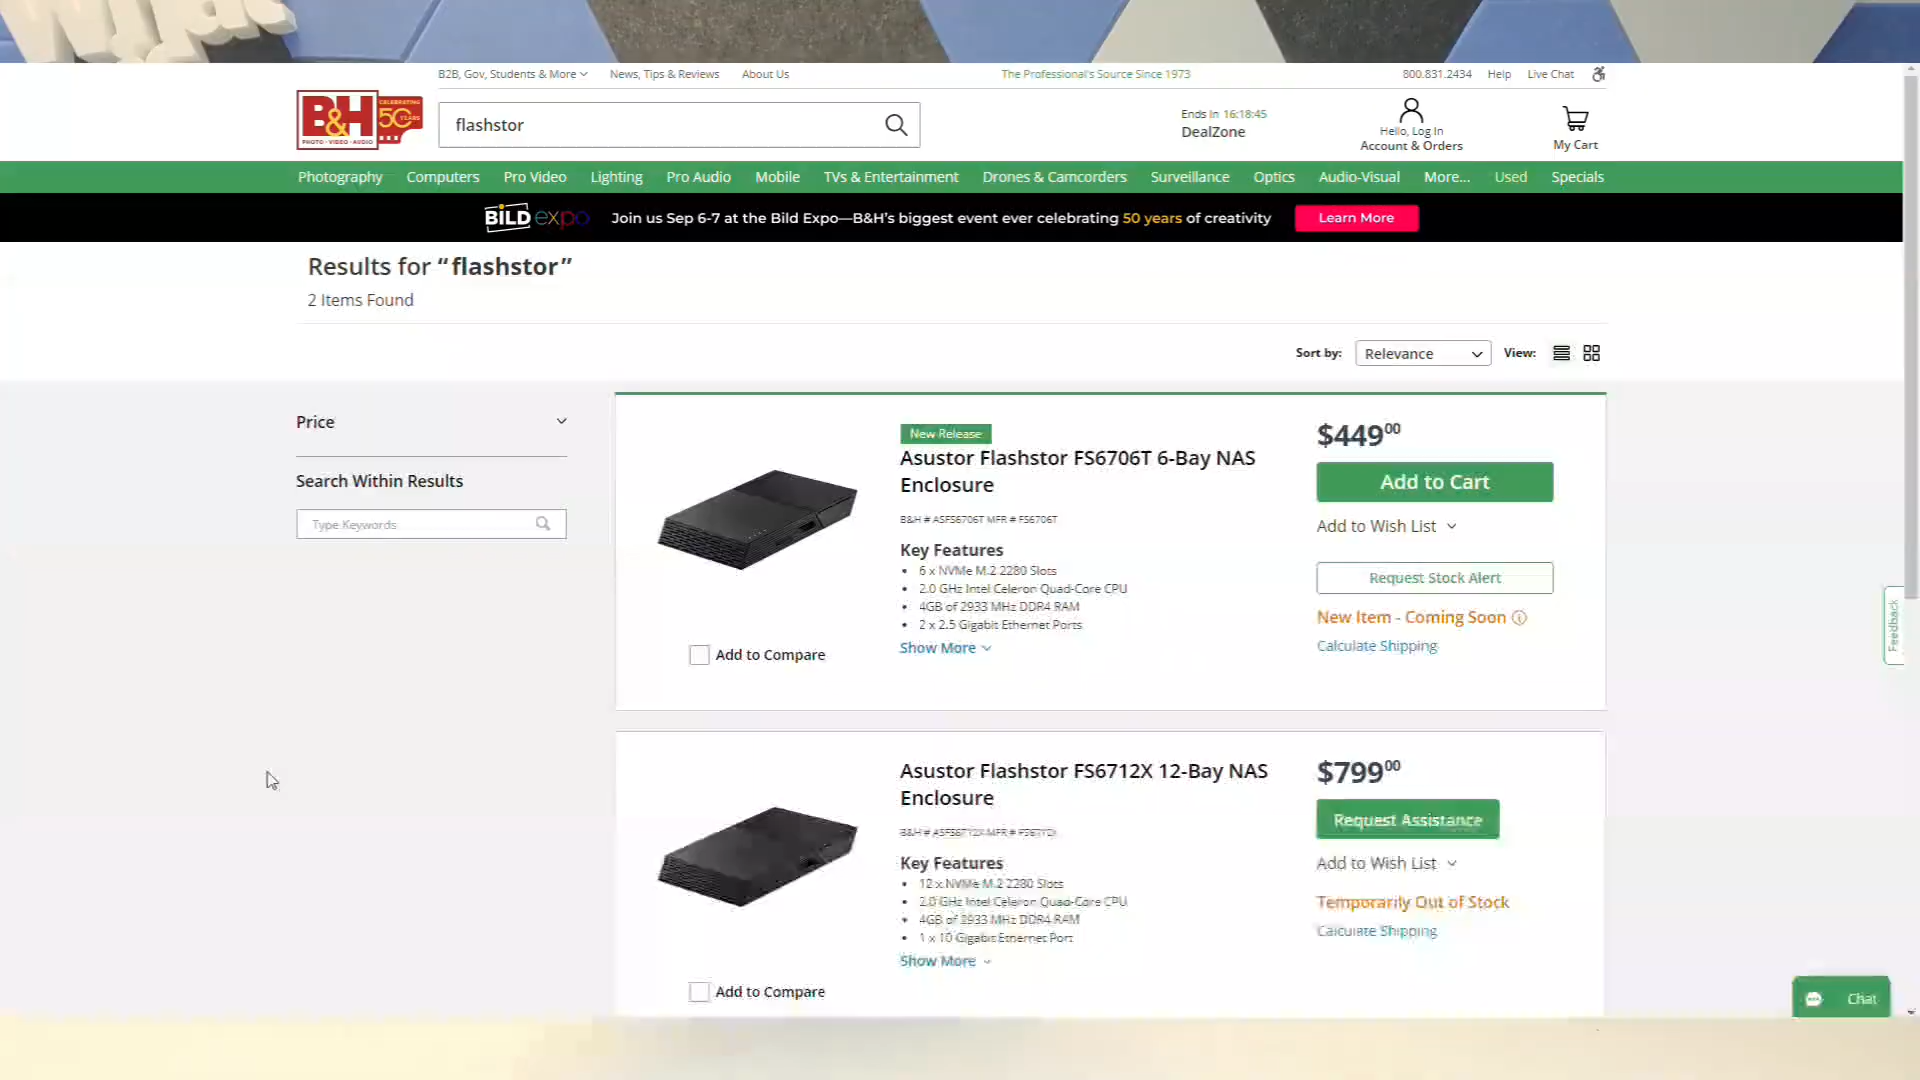 B2B, Gov, Students & More
News, Tips & Reviews
About Us
The Professional's Source Since 1973
800.831.2434
Help
Live Chat
B&H
PHOTO · VIDEO · AUDIO
CELEBRATING
50 YEARS
flashstor
Ends In 16:18:45
DealZone
Hello, Log In
Account & Orders
My Cart
Photography
Computers
Pro Video
Lighting
Pro Audio
Mobile
TVs & Entertainment
Drones & Camcorders
Surveillance
Optics
Audio-Visual
More...
Used
Specials
BILD expo
Join us Sep 6-7 at the Bild Expo—B&H's biggest event ever celebrating 50 years of creativity
Learn More
Results for “flashstor”
2 Items Found
Sort by:
Relevance
View:
Price
Search Within Results
Type Keywords
New Release
Asustor Flashstor FS6706T 6-Bay NAS
Enclosure
B&H # ASFS6706T MFR # FS6706T
Key Features
6 x NVMe M.2 2280 Slots
2.0 GHz Intel Celeron Quad-Core CPU
4GB of 2933 MHz DDR4 RAM
2 x 2.5 Gigabit Ethernet Ports
Show More
Add to Compare
$449.00
Add to Cart
Add to Wish List
Request Stock Alert
New Item - Coming Soon
Calculate Shipping
Feedback
Asustor Flashstor FS6712X 12-Bay NAS
Enclosure
B&H # ASFS6712X MFR # FS6712X
Key Features
12 x NVMe M.2 2280 Slots
2.0 GHz Intel Celeron Quad-Core CPU
4GB of 2933 MHz DDR4 RAM
1 x 10 Gigabit Ethernet Port
Show More
Add to Compare
$799.00
Request Assistance
Add to Wish List
Temporarily Out of Stock
Calculate Shipping
Chat